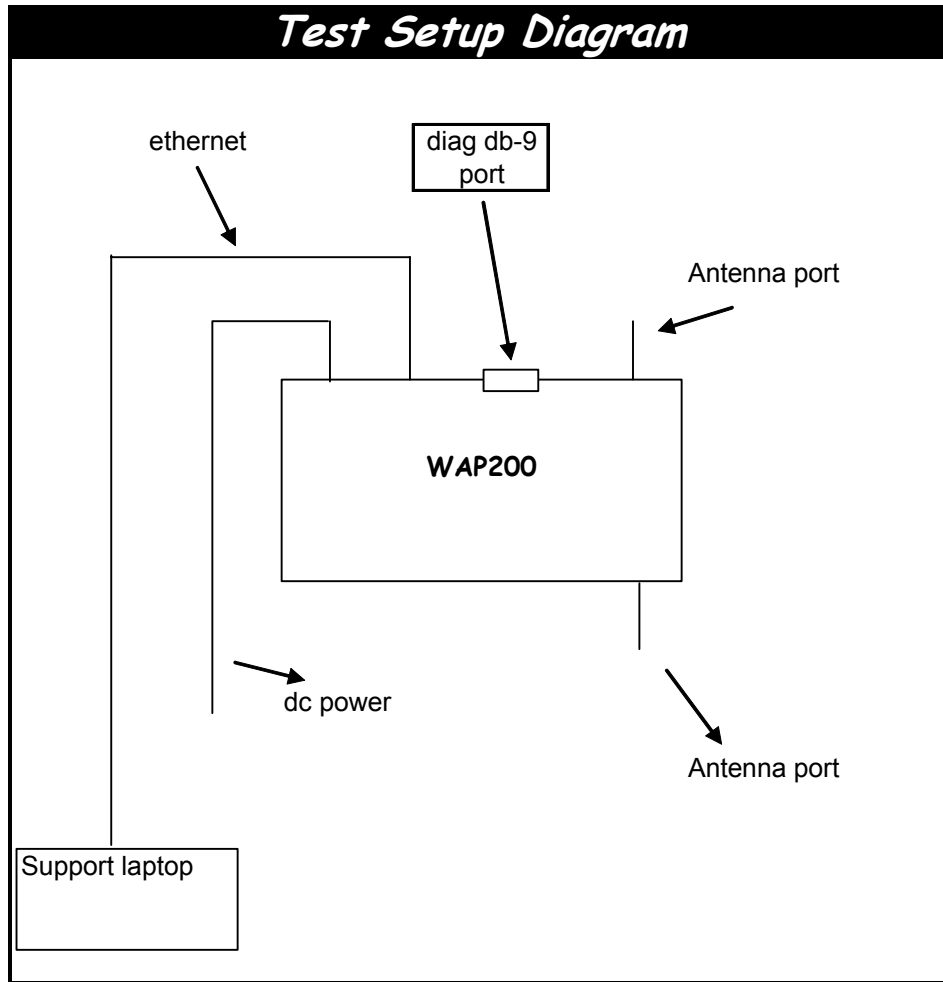 Test Setup Diagram
ethernet
diag db-9
port
Antenna port
WAP200
dc power
Antenna port
Support laptop